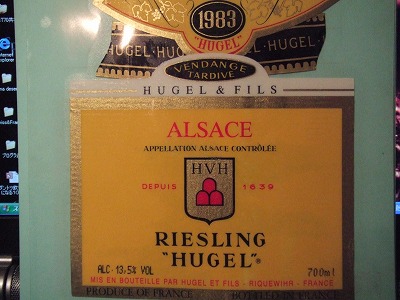 1983
"HUGEL"
HUGEL
HUGEL
VENDANGE
TARDIVE
HUGEL & FILS
ALSACE
APPELLATION ALSACE CONTRÔLÉE
HVH
DEPUIS 1639
RIESLING
"HUGEL"®
ALC. 13,5% VOL 700ml
MIS EN BOUTEILLE PAR HUGEL ET FILS - RIQUEWIHR - FRANCE
PRODUCE OF FRANCE